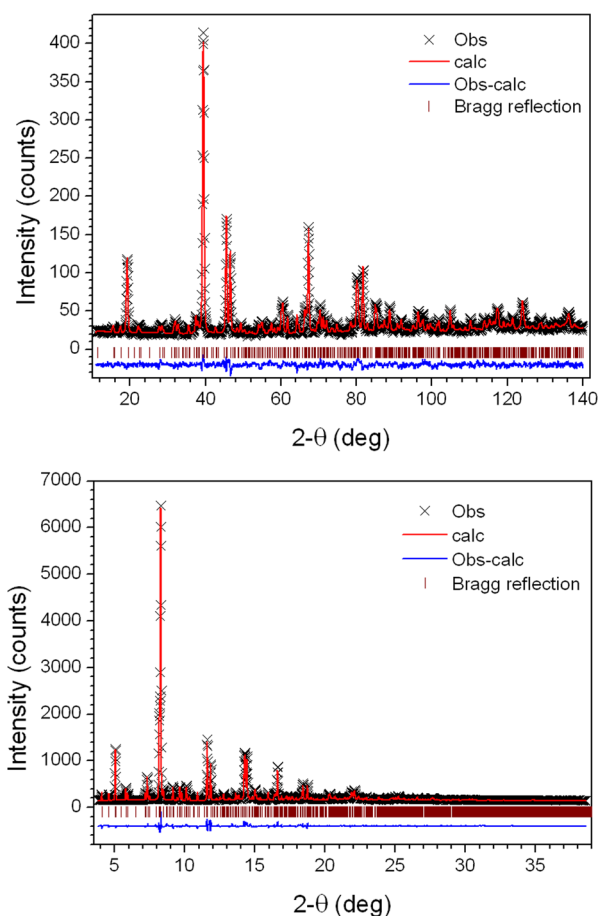 400
350
300
250
200
150
100
50
0
Intensity (counts)
Obs
calc
Obs-calc
Bragg reflection
20 40 60 80 100 120 140
2-θ (deg)
7000
6000
5000
4000
3000
2000
1000
0
Intensity (counts)
Obs
calc
Obs-calc
Bragg reflection
5 10 15 20 25 30 35
2-θ (deg)